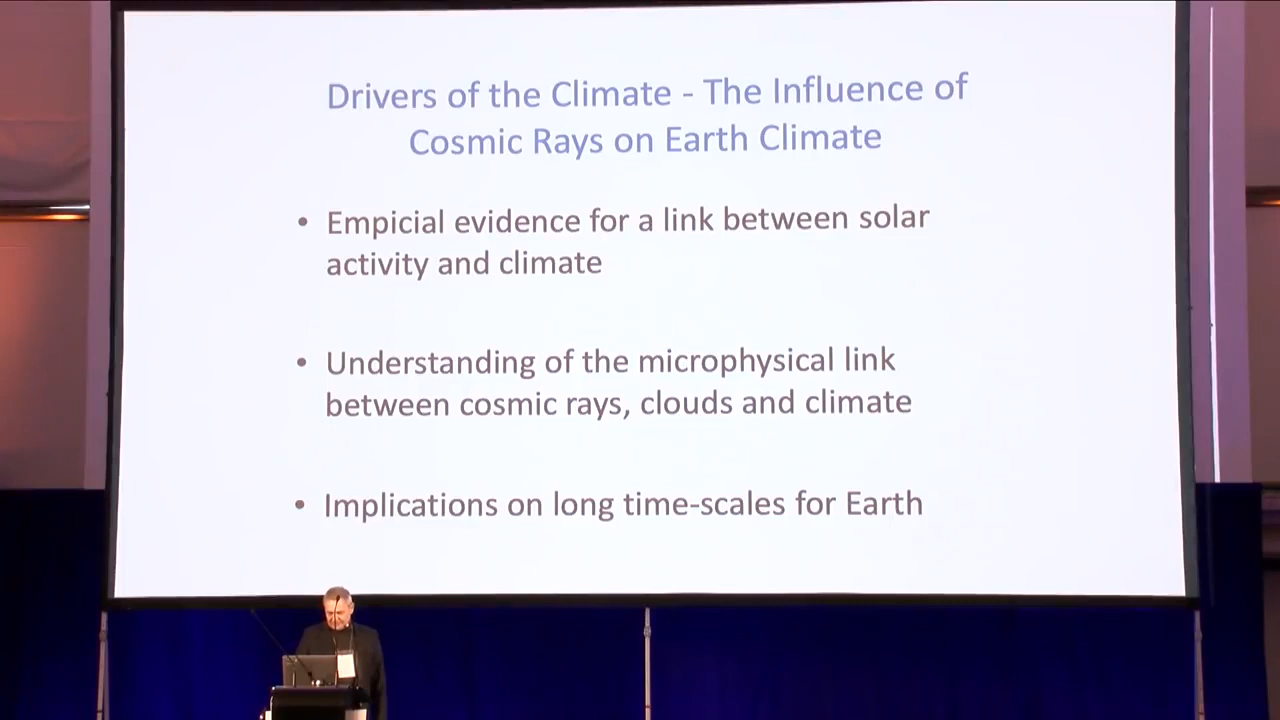 Drivers of the Climate - The Influence of
Cosmic Rays on Earth Climate
• Empicial evidence for a link between solar
activity and climate
• Understanding of the microphysical link
between cosmic rays, clouds and climate
• Implications on long time-scales for Earth